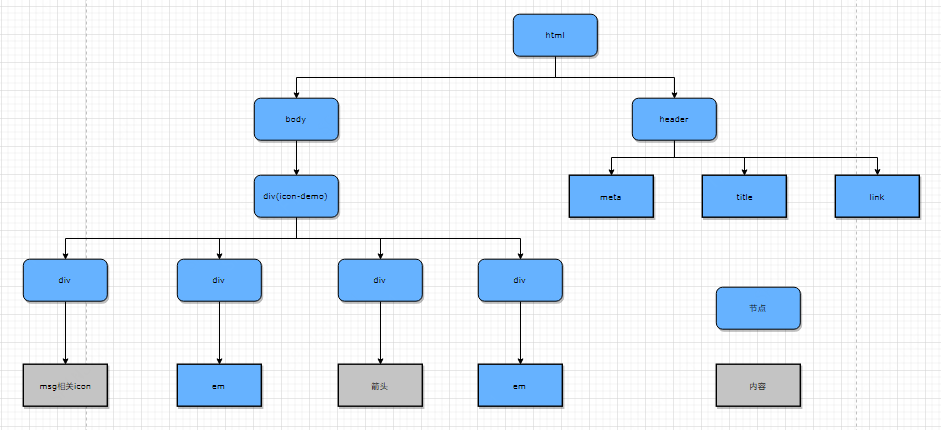 html
body
header
div(icon-demo)
meta
title
link
div
div
div
div
节点
msg相关icon
em
箭头
em
内容